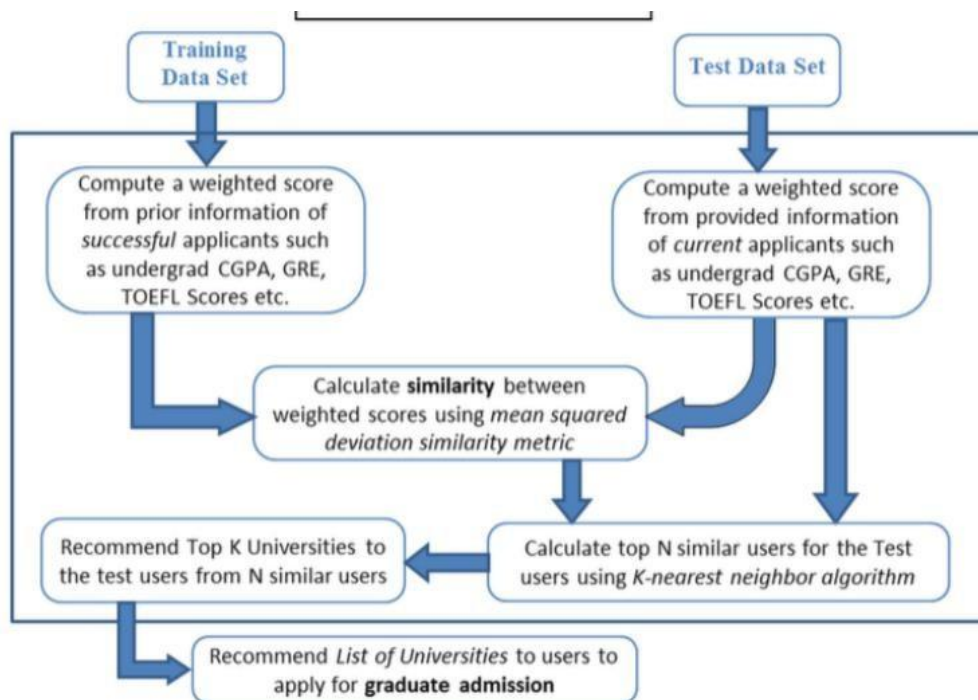 Training
Data Set
Test Data Set
Compute a weighted score
from prior information of
successful applicants such
as undergrad CGPA, GRE,
TOEFL Scores etc.
Compute a weighted score
from provided information
of current applicants such
as undergrad CGPA, GRE,
TOEFL Scores etc.
Calculate similarity between
weighted scores using mean squared
deviation similarity metric
Recommend Top K Universities to
the test users from N similar users
Calculate top N similar users for the Test
users using K-nearest neighbor algorithm
Recommend List of Universities to users to
apply for graduate admission